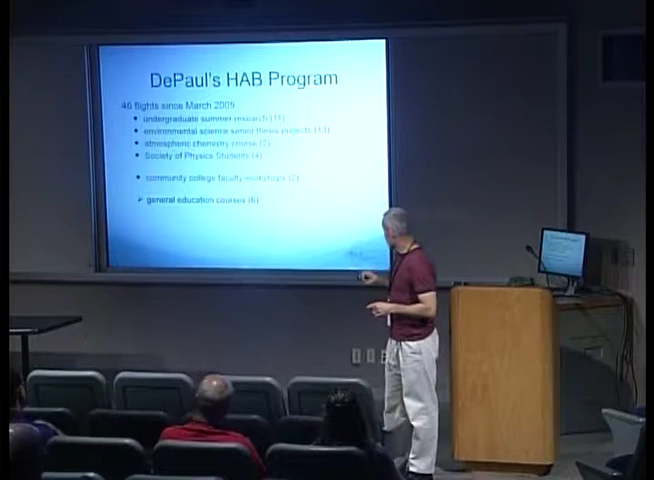 DePaul's HAB Program
46 flights since March 2009
undergraduate summer research (11)
environmental science senior thesis projects (13)
atmospheric chemistry course (2)
Society of Physics Students (4)
community college faculty workshops (2)
general education courses (6)